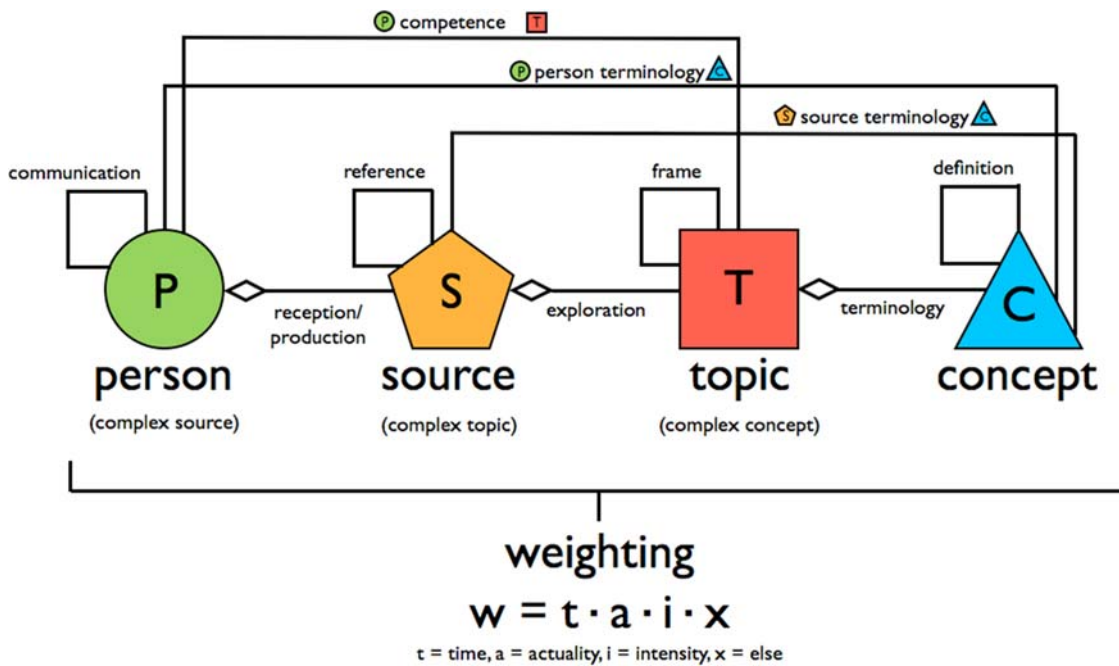 P competence T
P person terminology C
S source terminology C
communication
reference
frame
definition
P
S
T
C
reception/
production
exploration
terminology
person
source
topic
concept
(complex source)
(complex topic)
(complex concept)
weighting
w = t · a · i · x
t = time, a = actuality, i = intensity, x = else